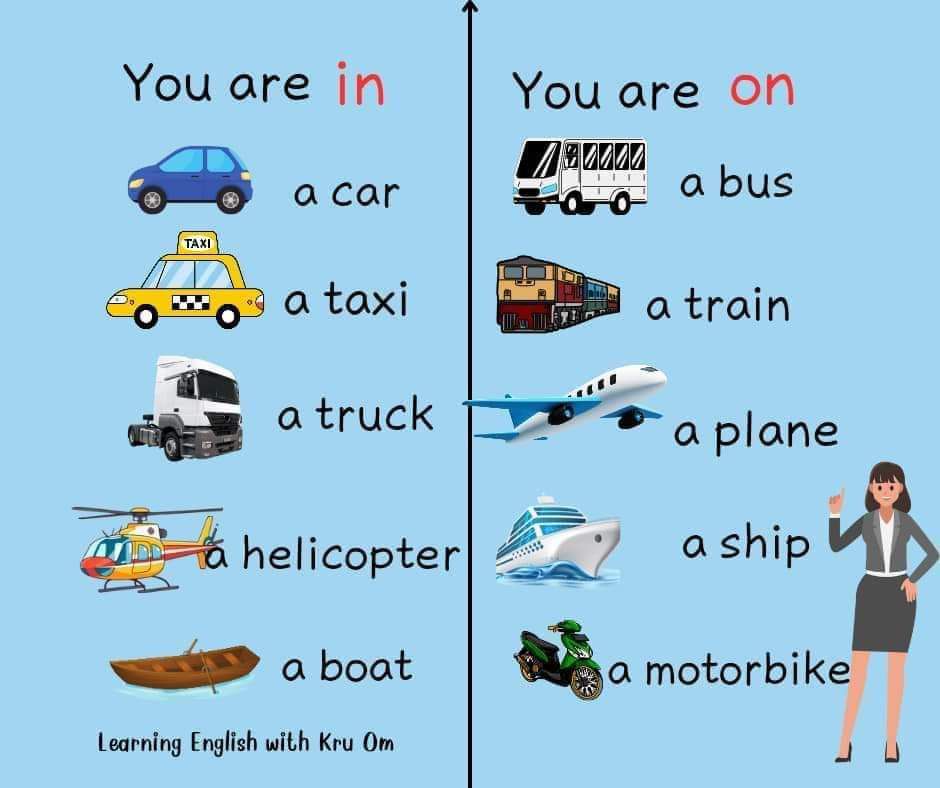 You are in
a car
TAXI
a taxi
a truck
a helicopter
a boat
Learning English with Kru Om
You are on
a bus
a train
a plane
a ship
a motorbike